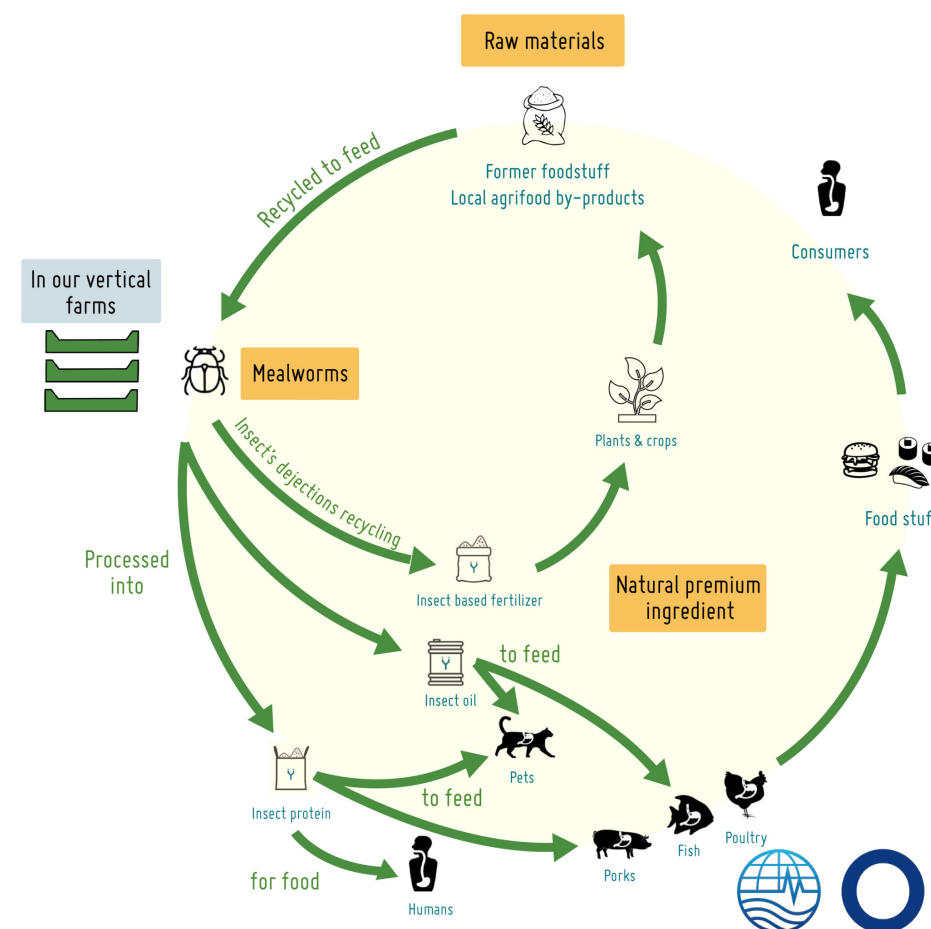 Raw materials
Former foodstuff
Local agrifood by-products
Recycled to feed
Consumers
In our vertical
farms
Mealworms
Insect's dejections recycling
Plants & crops
Food stuf
Processed
into
Insect based fertilizer
Natural premium
ingredient
to feed
Insect oil
Pets
Insect protein
to feed
Poultry
Fish
Porks
for food
Humans
Y
Y
Y